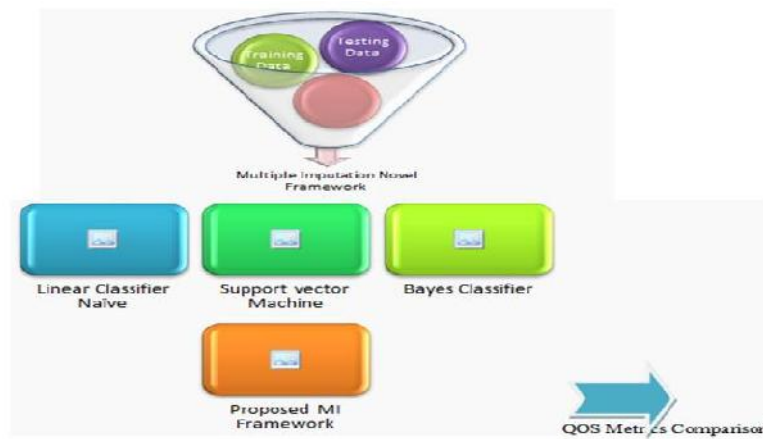 Training
Data
Testing
Data
Multiple Imputation Novel
Framework
Linear Classifier
Naïve
Support vector
Machine
Bayes Classifier
Proposed MI
Framework
QOS Metrics Comparison